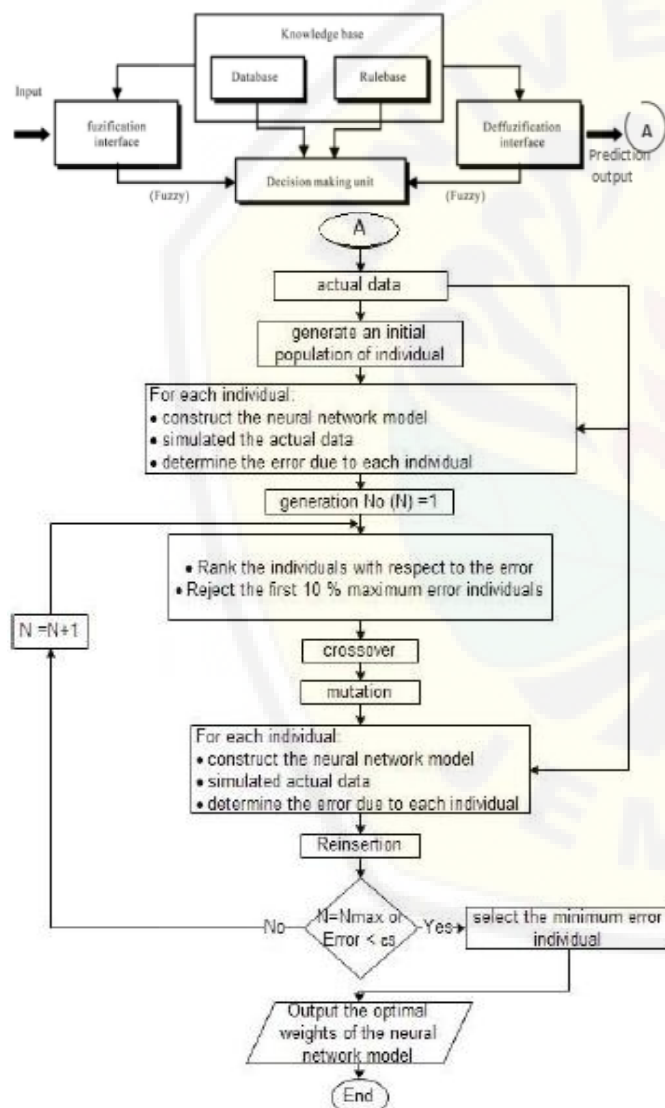 Knowledge base
Database
Rulebase
Input
fuzification
interface
Deffuzification
interface
A
Prediction
output
(Fuzzy)
Decision making unit
(Fuzzy)
A
actual data
generate an initial
population of individual
For each individual:
• construct the neural network model
• simulated the actual data
• determine the error due to each individual
generation No (N) =1
• Rank the individuals with respect to the error
• Reject the first 10 % maximum error individuals
N =N+1
crossover
mutation
For each individual:
• construct the neural network model
• simulated actual data
• determine the error due to each individual
Reinsertion
No
N=Nmax or
Error < εs
Yes
select the minimum error
individual
Output the optimal
weights of the neural
network model
End